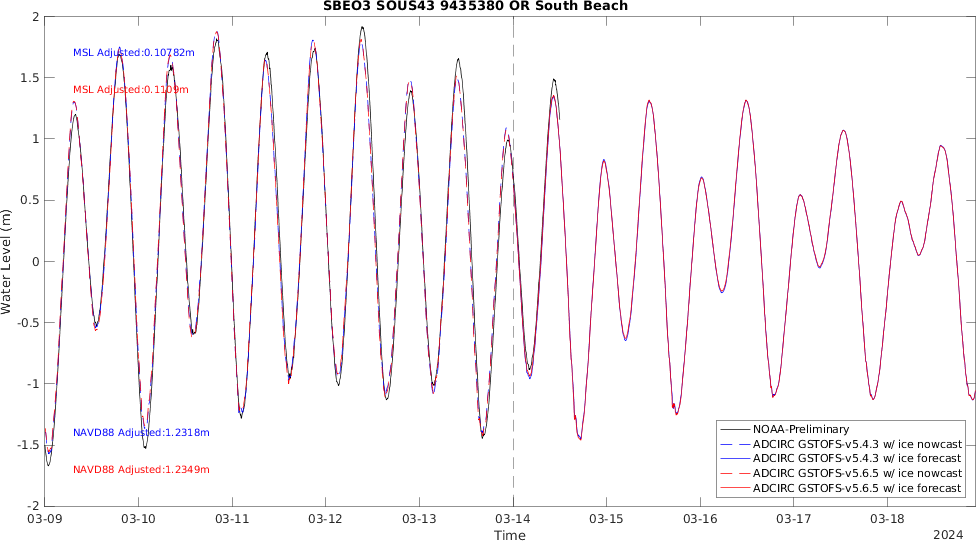 SBEO3 SOUS43 9435380 OR South Beach
Water Level (m)
2
1.5
1
0.5
0
-0.5
-1
-1.5
-2
MSL Adjusted:0.10782m
MSL Adjusted:0.1109m
NAVD88 Adjusted:1.2318m
NAVD88 Adjusted:1.2349m
NOAA-Preliminary
ADCIRC GSTOFS-v5.4.3 w/ ice nowcast
ADCIRC GSTOFS-v5.4.3 w/ ice forecast
ADCIRC GSTOFS-v5.6.5 w/ ice nowcast
ADCIRC GSTOFS-v5.6.5 w/ ice forecast
03-09 03-10 03-11 03-12 03-13 03-14 03-15 03-16 03-17 03-18
Time
2024